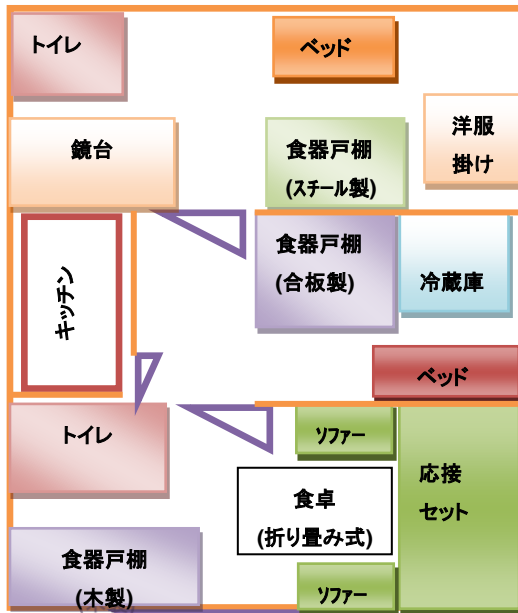 トイレ
ベッド
鏡台
食器戸棚
(スチール製)
洋服
掛け
キッチン
食器戸棚
(合板製)
冷蔵庫
ベッド
トイレ
ソファー
応接
セット
食卓
(折り畳み式)
食器戸棚
(木製)
ソファー